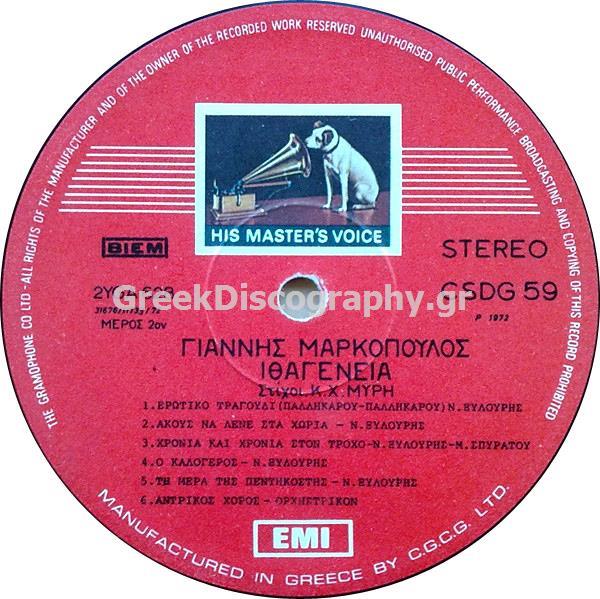 THE GRAMOPHONE CO LTD - ALL RIGHTS OF THE MANUFACTURER AND OF THE OWNER OF THE RECORDED WORK RESERVED UNAUTHORISED PUBLIC PERFORMANCE BROADCASTING AND COPYING OF THIS RECORD PROHIBITED
HIS MASTER'S VOICE
BIEM
STEREO
GreekDiscography.gr
CSDG 59
ΜΕΡΟΣ 2ον
P 1972
ΓΙΑΝΝΗΣ ΜΑΡΚΟΠΟΥΛΟΣ
ΙΘΑΓΕΝΕΙΑ
Στίχοι Κ.Χ. ΜΥΡΗ
1.ΕΡΩΤΙΚΟ ΤΡΑΓΟΥΔΙ(ΠΑΛΛΗΚΑΡΟΥ-ΠΑΛΛΗΚΑΡΟΥ)Ν.ΞΥΛΟΥΡΗΣ
2.ΑΚΟΥΣ ΝΑ ΛΕΝΕ ΣΤΑ ΧΩΡΙΑ - Ν.ΞΥΛΟΥΡΗΣ
3.ΧΡΟΝΙΑ ΚΑΙ ΧΡΟΝΙΑ ΣΤΟΝ ΤΡΟΧΟ-Ν.ΞΥΛΟΥΡΗΣ-Μ.ΣΠΥΡΑΤΟΥ
4.Ο ΚΑΛΟΓΕΡΟΣ - Ν.ΞΥΛΟΥΡΗΣ
5.ΤΗ ΜΕΡΑ ΤΗΣ ΠΕΝΤΗΚΟΣΤΗΣ - Ν.ΞΥΛΟΥΡΗΣ
6.ΑΝΤΡΙΚΟΣ ΧΟΡΟΣ - ΟΡΧΗΣΤΡΙΚΟΝ
EMI
MANUFACTURED IN GREECE BY C.G.C.G. LTD.